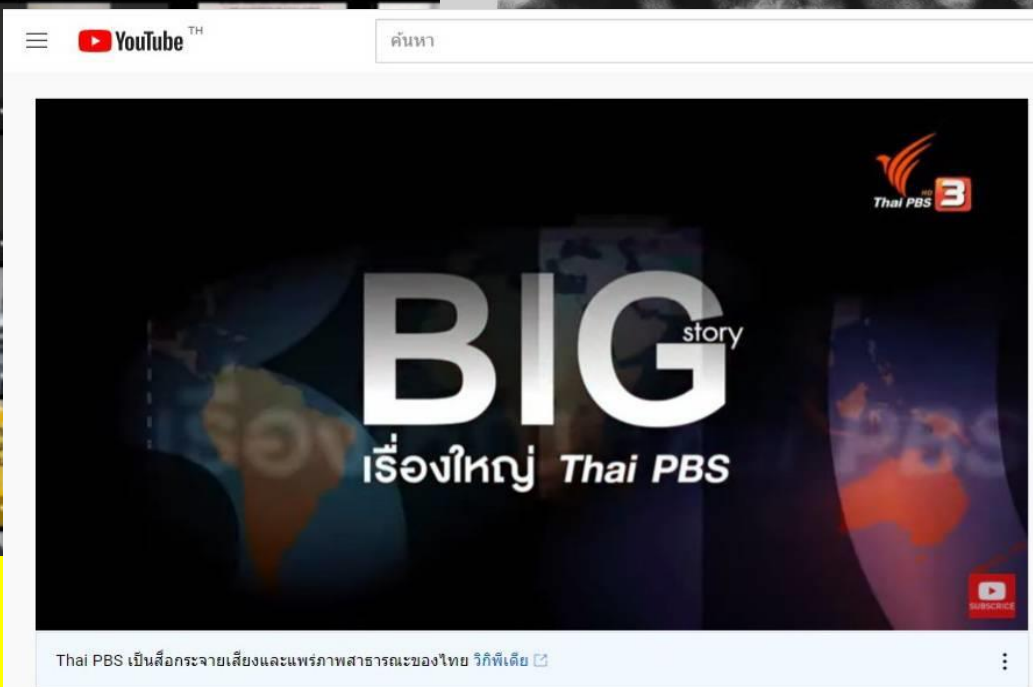 YouTube TH
ค้นหา
Thai PBS HD 3
BIG story
เรื่องใหญ่ Thai PBS
SUBSCRICE
Thai PBS เป็นสื่อกระจายเสียงและแพร่ภาพสาธารณะของไทย วิกิพีเดีย